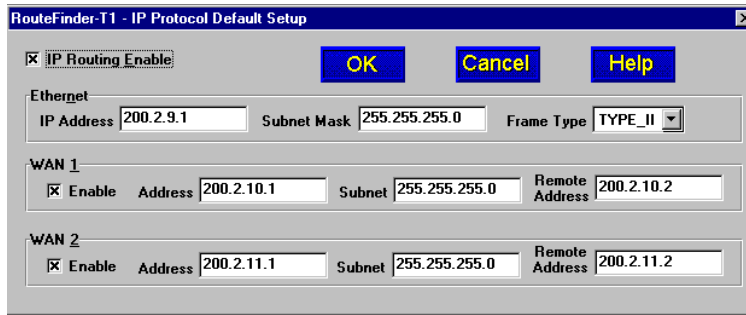 RouteFinder-T1 - IP Protocol Default Setup
IP Routing Enable
OK
Cancel
Help
Ethernet
IP Address 200.2.9.1 Subnet Mask 255.255.255.0 Frame Type TYPE_II
WAN 1
Enable Address 200.2.10.1 Subnet 255.255.255.0 Remote Address 200.2.10.2
WAN 2
Enable Address 200.2.11.1 Subnet 255.255.255.0 Remote Address 200.2.11.2